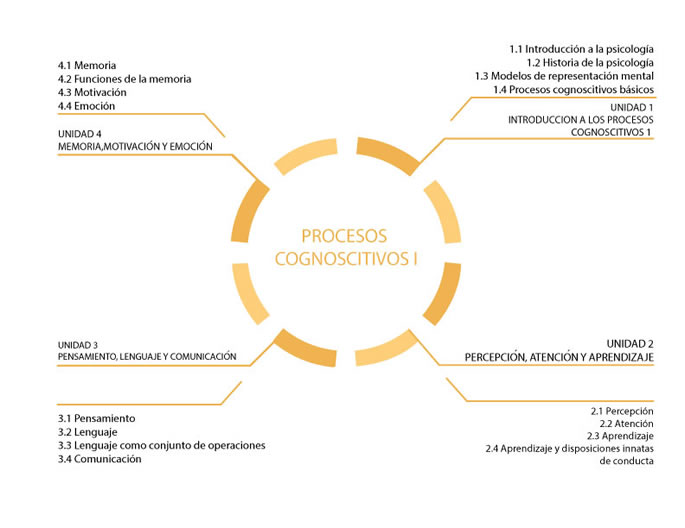 4.1 Memoria
4.2 Funciones de la memoria
4.3 Motivación
4.4 Emoción
UNIDAD 4
MEMORIA,MOTIVACIÓN Y EMOCIÓN
1.1 Introducción a la psicología
1.2 Historia de la psicología
1.3 Modelos de representación mental
1.4 Procesos cognoscitivos básicos
UNIDAD 1
INTRODUCCION A LOS PROCESOS
COGNOSCITIVOS 1
PROCESOS
COGNOSCITIVOS I
UNIDAD 3
PENSAMIENTO, LENGUAJE Y COMUNICACIÓN
3.1 Pensamiento
3.2 Lenguaje
3.3 Lenguaje como conjunto de operaciones
3.4 Comunicación
UNIDAD 2
PERCEPCIÓN, ATENCIÓN Y APRENDIZAJE
2.1 Percepción
2.2 Atención
2.3 Aprendizaje
2.4 Aprendizaje y disposiciones innatas
de conducta